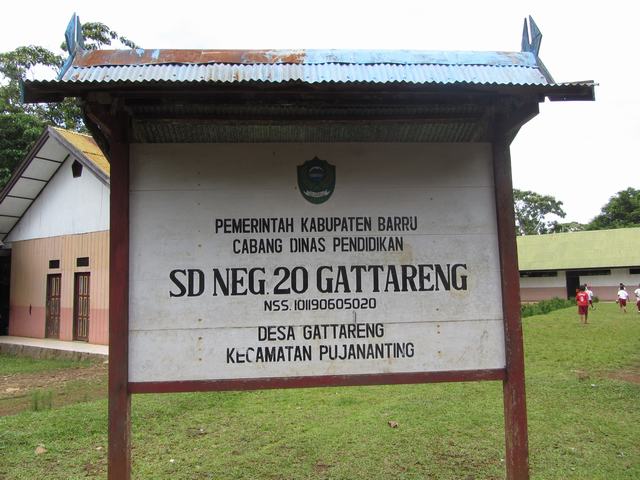 PEMERINTAH KABUPATEN BARRU
CABANG DINAS PENDIDIKAN
SD NEG. 20 GATTARENG
NSS. 101190605020
DESA GATTARENG
KECAMATAN PUJANANTING